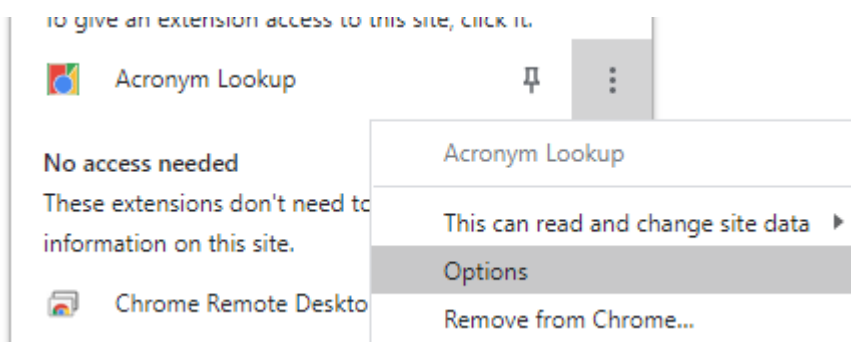 To give an extension access to this site, click it.
Acronym Lookup
No access needed
These extensions don't need to
information on this site.
Chrome Remote Deskto
Acronym Lookup
This can read and change site data
Options
Remove from Chrome...